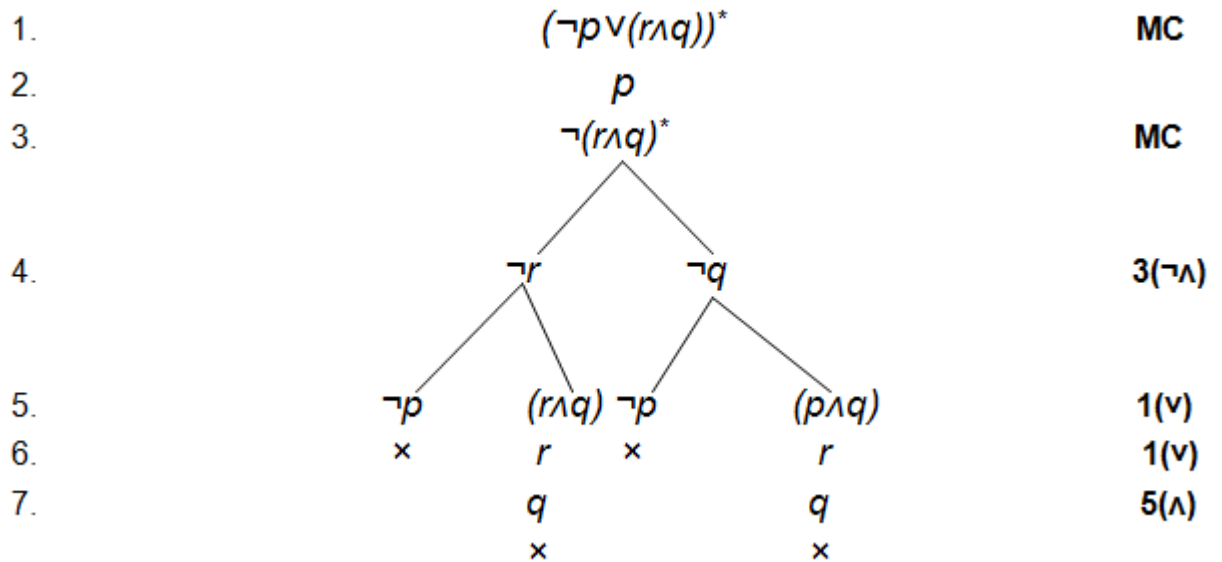 1. (¬p∨(r∧q))* MC
2. p
3. ¬(r∧q)* MC
4. ¬r ¬q 3(¬∧)
5. ¬p (r∧q) ¬p (p∧q) 1(∨)
6. × r × r 1(∨)
7. q q 5(∧)
× ×